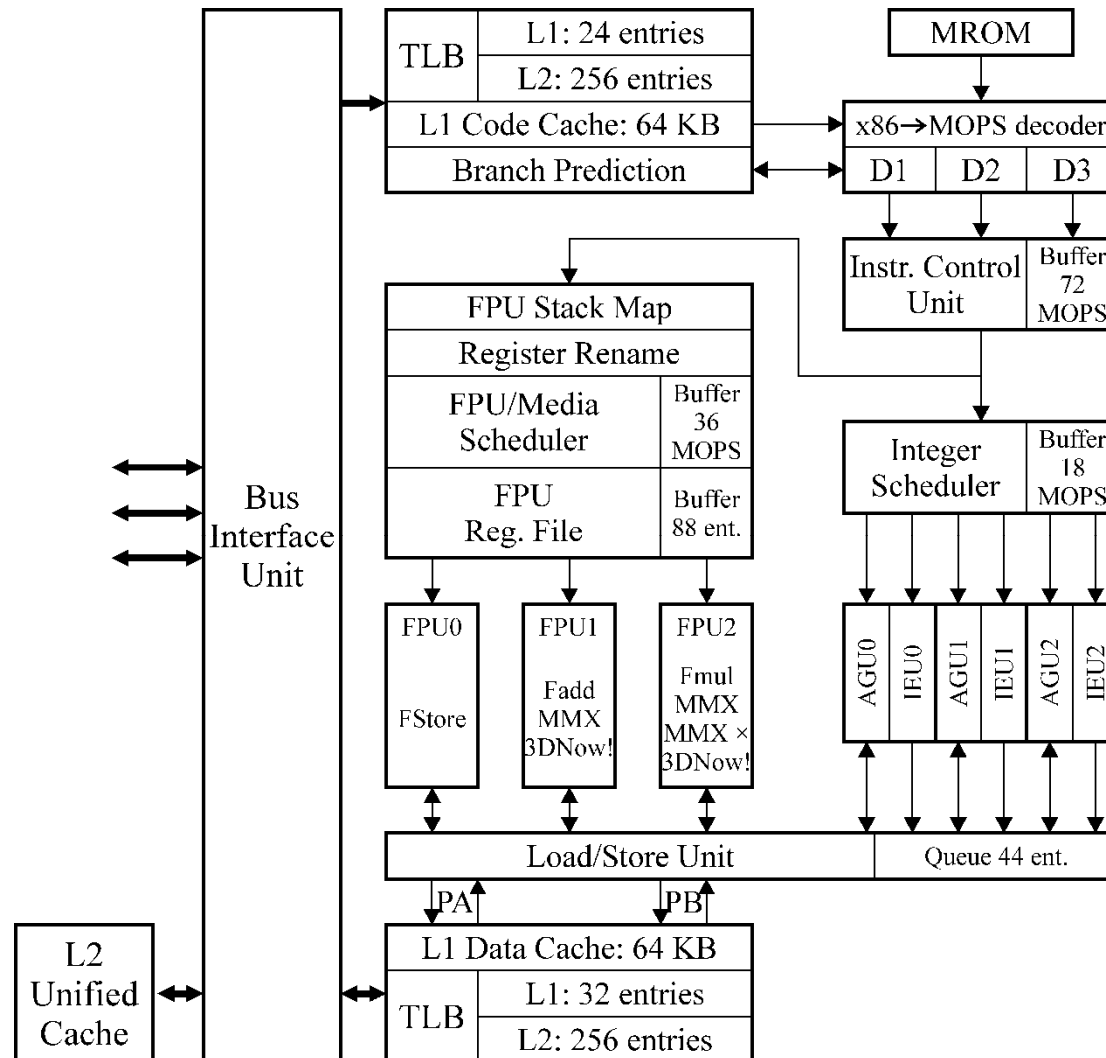 TLB
L1: 24 entries
L2: 256 entries
L1 Code Cache: 64 KB
Branch Prediction
MROM
x86→MOPS decoder
D1 D2 D3
Instr. Control
Unit
Buffer
72
MOPS
FPU Stack Map
Register Rename
FPU/Media
Scheduler
Buffer
36
MOPS
FPU
Reg. File
Buffer
88 ent.
Integer
Scheduler
Buffer
18
MOPS
Bus
Interface
Unit
FPU0
FStore
FPU1
Fadd
MMX
3DNow!
FPU2
Fmul
MMX
MMX ×
3DNow!
AGU0
IEU0
AGU1
IEU1
AGU2
IEU2
Load/Store Unit
Queue 44 ent.
PA
PB
L1 Data Cache: 64 KB
TLB
L1: 32 entries
L2: 256 entries
L2
Unified
Cache